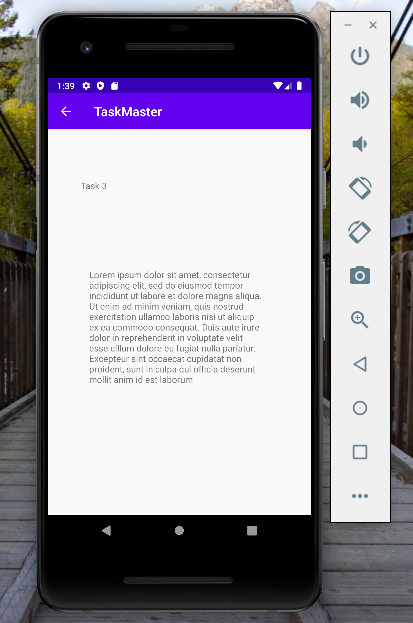 1:39
TaskMaster
Task 3
Lorem ipsum dolor sit amet, consectetur
adipiscing elit, sed do eiusmod tempor
incididunt ut labore et dolore magna aliqua.
Ut enim ad minim veniam, quis nostrud
exercitation ullamco laboris nisi ut aliquip
ex ea commodo consequat. Duis aute irure
dolor in reprehenderit in voluptate velit
esse cillum dolore eu fugiat nulla pariatur.
Excepteur sint occaecat cupidatat non
proident, sunt in culpa qui officia deserunt
mollit anim id est laborum